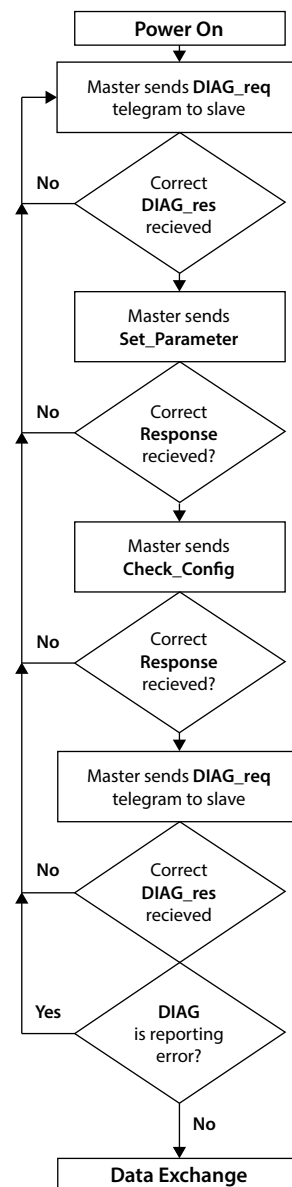 Power On
Master sends DIAG_req
telegram to slave
No
Correct
DIAG_res
recieved
Master sends
Set_Parameter
No
Correct
Response
recieved?
Master sends
Check_Config
No
Correct
Response
recieved?
Master sends DIAG_req
telegram to slave
No
Correct
DIAG_res
recieved
Yes
DIAG
is reporting
error?
No
Data Exchange